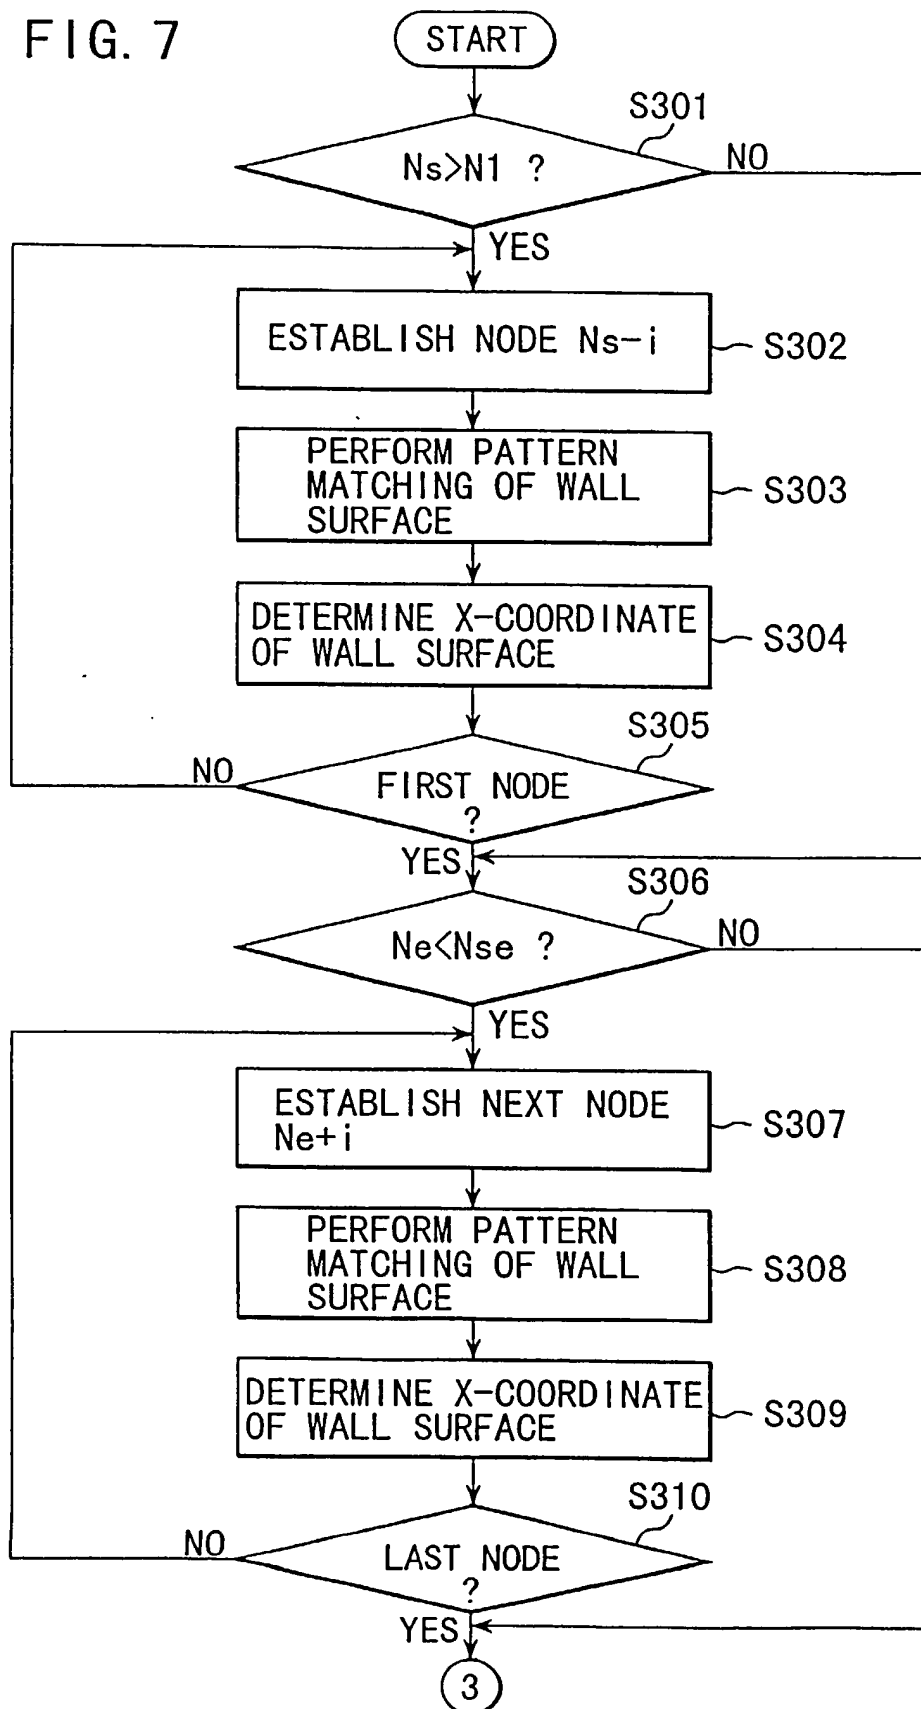 FIG. 7
START
S301
Ns>N1 ?
NO
YES
ESTABLISH NODE Ns-i
S302
PERFORM PATTERN
MATCHING OF WALL
SURFACE
S303
DETERMINE X-COORDINATE
OF WALL SURFACE
S304
S305
NO
FIRST NODE
?
YES
S306
Ne<Nse ?
NO
YES
ESTABLISH NEXT NODE
Ne+i
S307
PERFORM PATTERN
MATCHING OF WALL
SURFACE
S308
DETERMINE X-COORDINATE
OF WALL SURFACE
S309
S310
NO
LAST NODE
?
YES
3